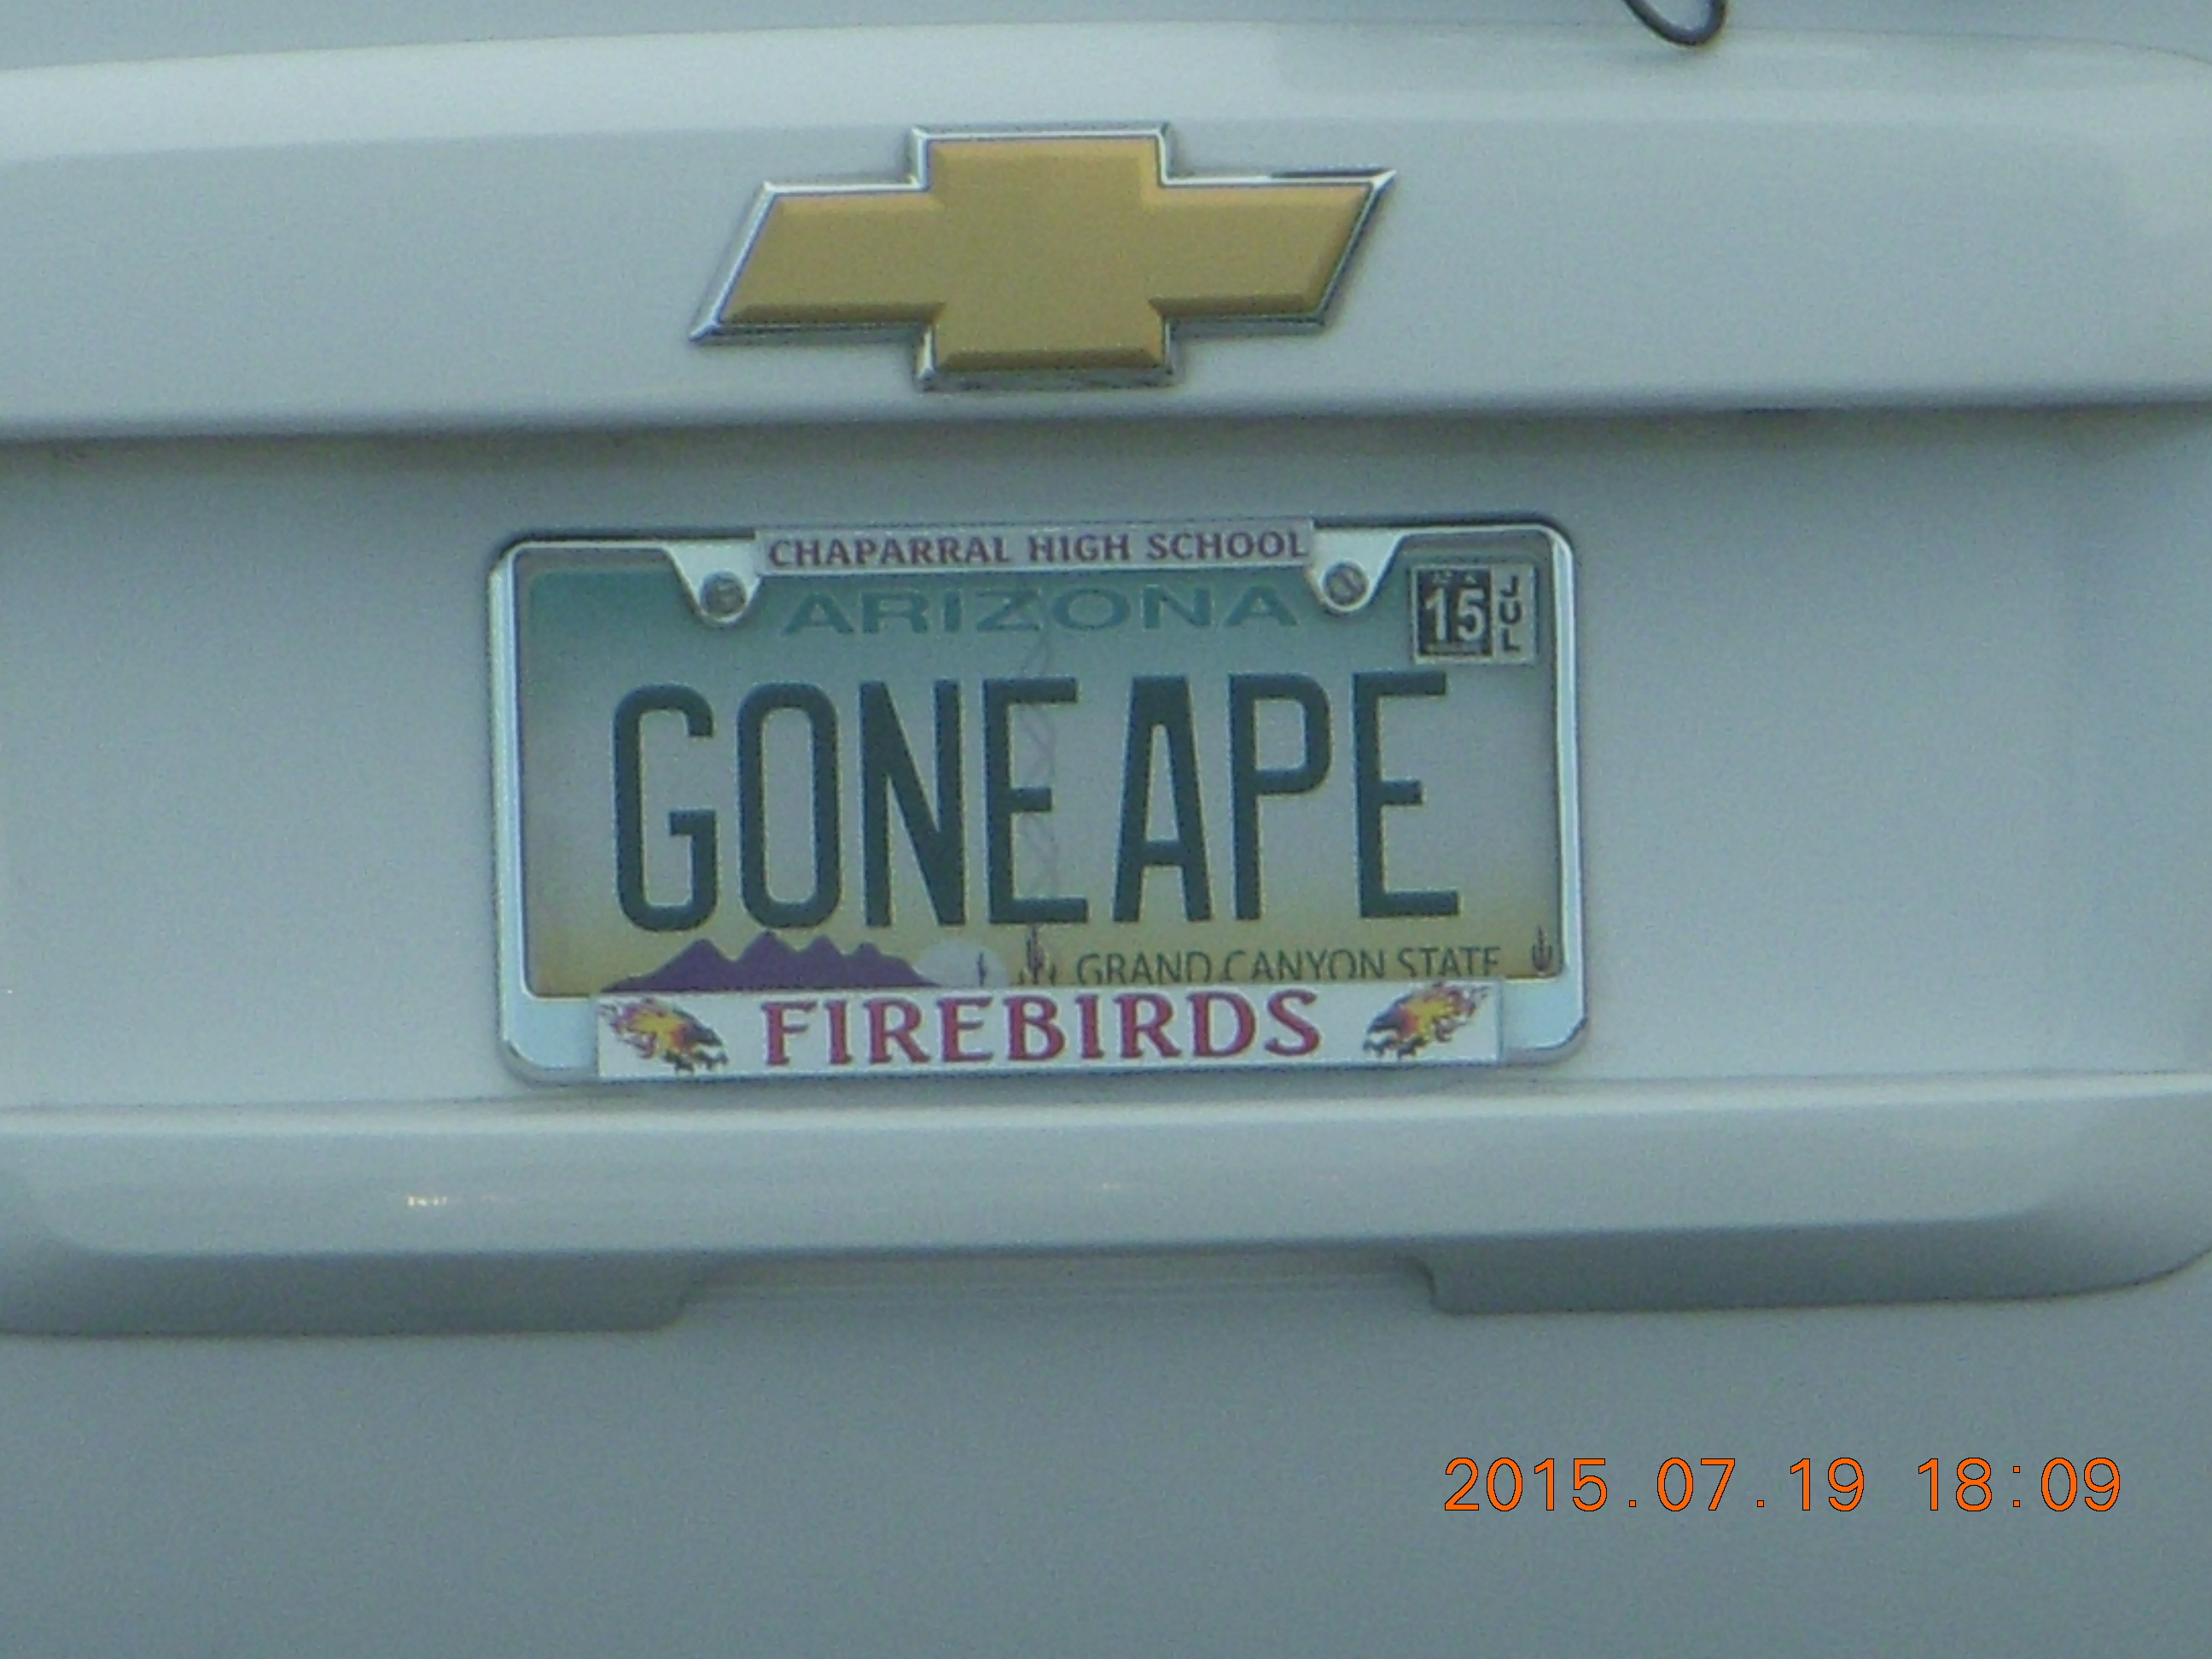 CHAPARRAL HIGH SCHOOL
ARIZONA
15
JUL
GONEAPE
GRAND CANYON STATE
FIREBIRDS
2015.07.19 18:09